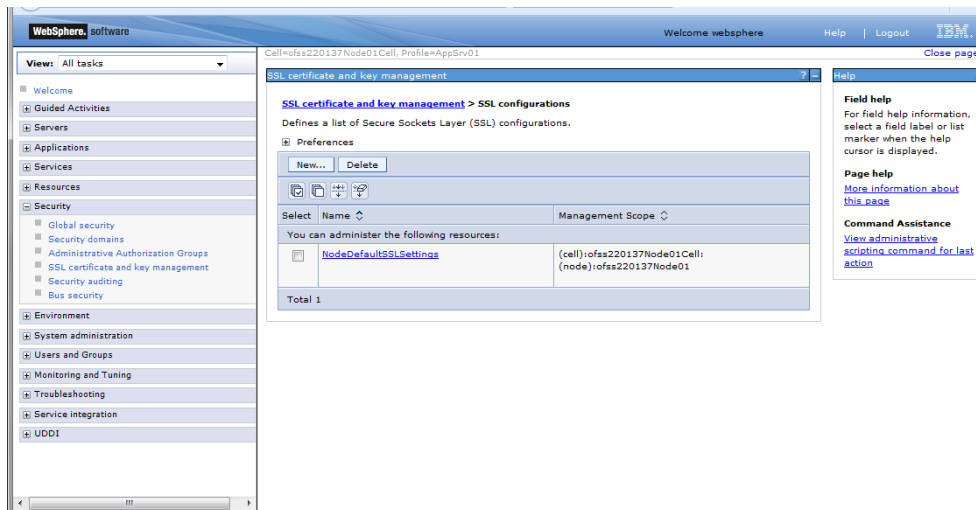 WebSphere. software
Welcome websphere
Help | Logout
IBM.
Cell=ofss220137Node01Cell, Profile=AppSrv01
Close page
View: All tasks
Welcome
Guided Activities
Servers
Applications
Services
Resources
Security
Global security
Security domains
Administrative Authorization Groups
SSL certificate and key management
Security auditing
Bus security
Environment
System administration
Users and Groups
Monitoring and Tuning
Troubleshooting
Service integration
UDDI
SSL certificate and key management
SSL certificate and key management > SSL configurations
Defines a list of Secure Sockets Layer (SSL) configurations.
Preferences
New... Delete
Select Name Management Scope
You can administer the following resources:
NodeDefaultSSLSettings
(cell):ofss220137Node01Cell:
(node):ofss220137Node01
Total 1
Help
Field help
For field help information,
select a field label or list
marker when the help
cursor is displayed.
Page help
More information about
this page
Command Assistance
View administrative
scripting command for last
action